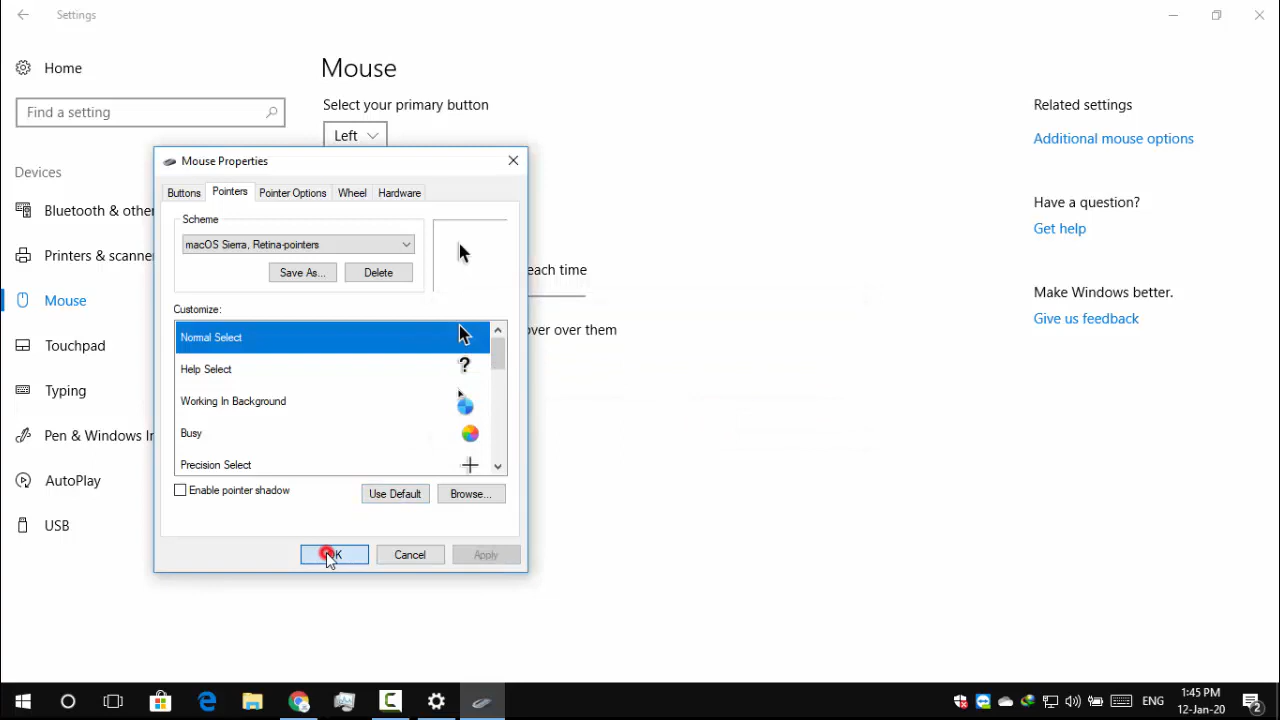 Settings
Home
Find a setting
Devices
Bluetooth & other
Printers & scanne
Mouse
Touchpad
Typing
Pen & Windows In
AutoPlay
USB
Mouse
Select your primary button
Left
each time
over over them
Related settings
Additional mouse options
Have a question?
Get help
Make Windows better.
Give us feedback
Mouse Properties
Buttons Pointers Pointer Options Wheel Hardware
Scheme
macOS Sierra, Retina-pointers
Save As... Delete
Customize:
Normal Select
Help Select
?
Working In Background
Busy
Precision Select
Enable pointer shadow
Use Default Browse...
Cancel Apply
ENG
1:45 PM
12-Jan-20
2